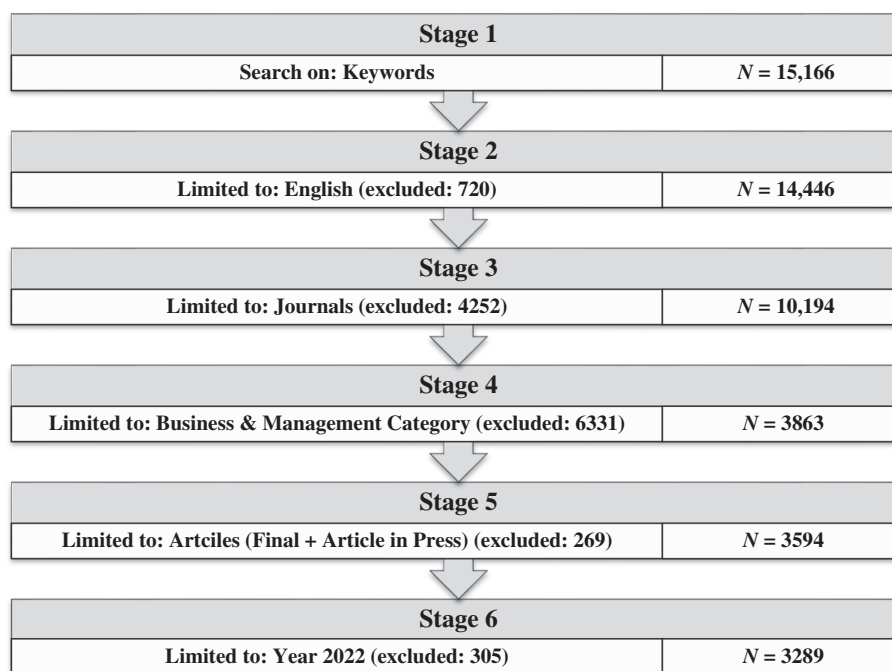 Stage 1
Search on: Keywords N = 15,166
Stage 2
Limited to: English (excluded: 720) N = 14,446
Stage 3
Limited to: Journals (excluded: 4252) N = 10,194
Stage 4
Limited to: Business & Management Category (excluded: 6331) N = 3863
Stage 5
Limited to: Artciles (Final + Article in Press) (excluded: 269) N = 3594
Stage 6
Limited to: Year 2022 (excluded: 305) N = 3289